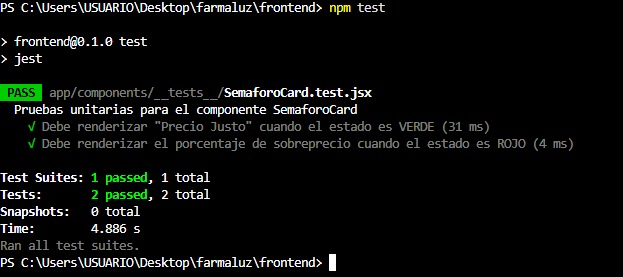 PS C:\Users\USUARIO\Desktop\farmaluz\frontend> npm test
> frontend@0.1.0 test
> jest
PASS app/components/__tests__/SemaforoCard.test.jsx
Pruebas unitarias para el componente SemaforoCard
√ Debe renderizar "Precio Justo" cuando el estado es VERDE (31 ms)
√ Debe renderizar el porcentaje de sobreprecio cuando el estado es ROJO (4 ms)
Test Suites: 1 passed, 1 total
Tests: 2 passed, 2 total
Snapshots: 0 total
Time: 4.886 s
Ran all test suites.
PS C:\Users\USUARIO\Desktop\farmaluz\frontend>